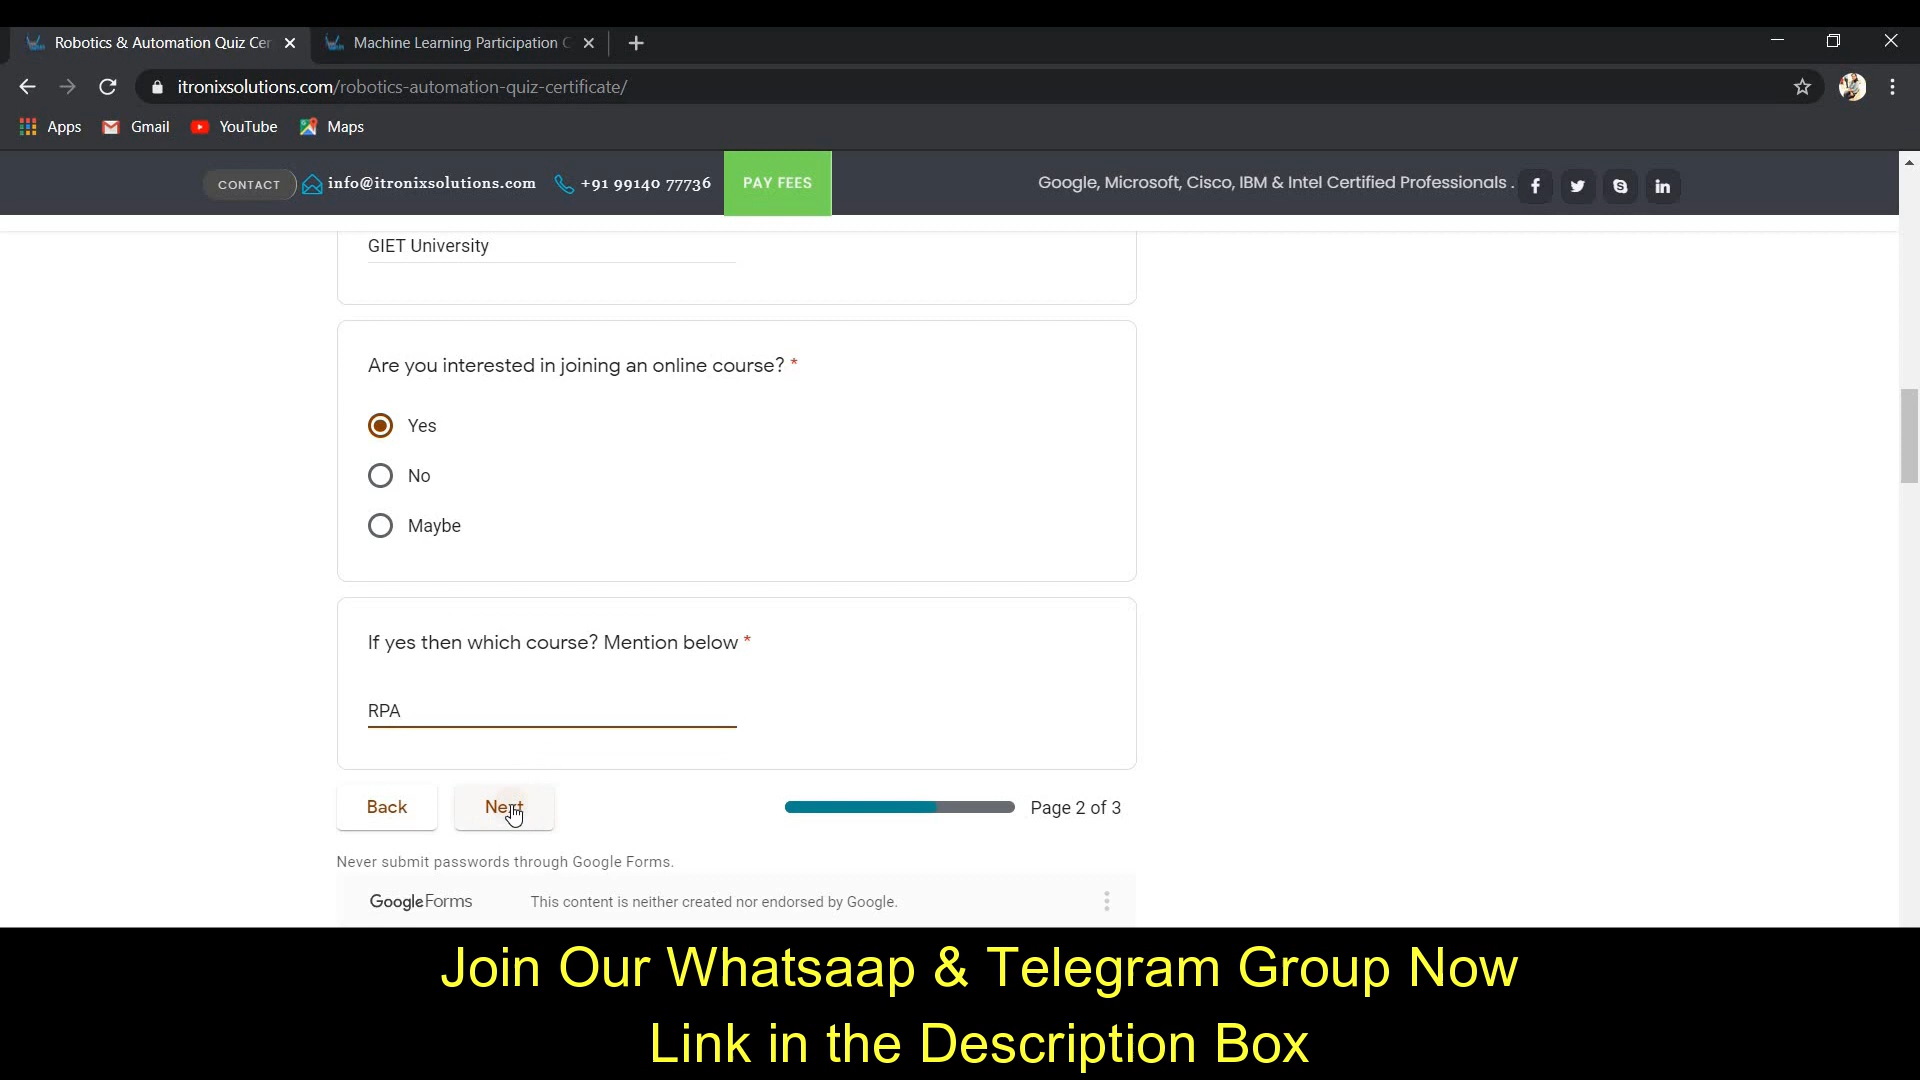 Robotics & Automation Quiz Cer
Machine Learning Participation C
itronixsolutions.com/robotics-automation-quiz-certificate/
Apps
Gmail
YouTube
Maps
CONTACT
info@itronixsolutions.com
+91 99140 77736
PAY FEES
Google, Microsoft, Cisco, IBM & Intel Certified Professionals .
GIET University
Are you interested in joining an online course? *
Yes
No
Maybe
If yes then which course? Mention below *
RPA
Back
Next
Page 2 of 3
Never submit passwords through Google Forms.
Google Forms
This content is neither created nor endorsed by Google.
Join Our Whatsaap & Telegram Group Now
Link in the Description Box